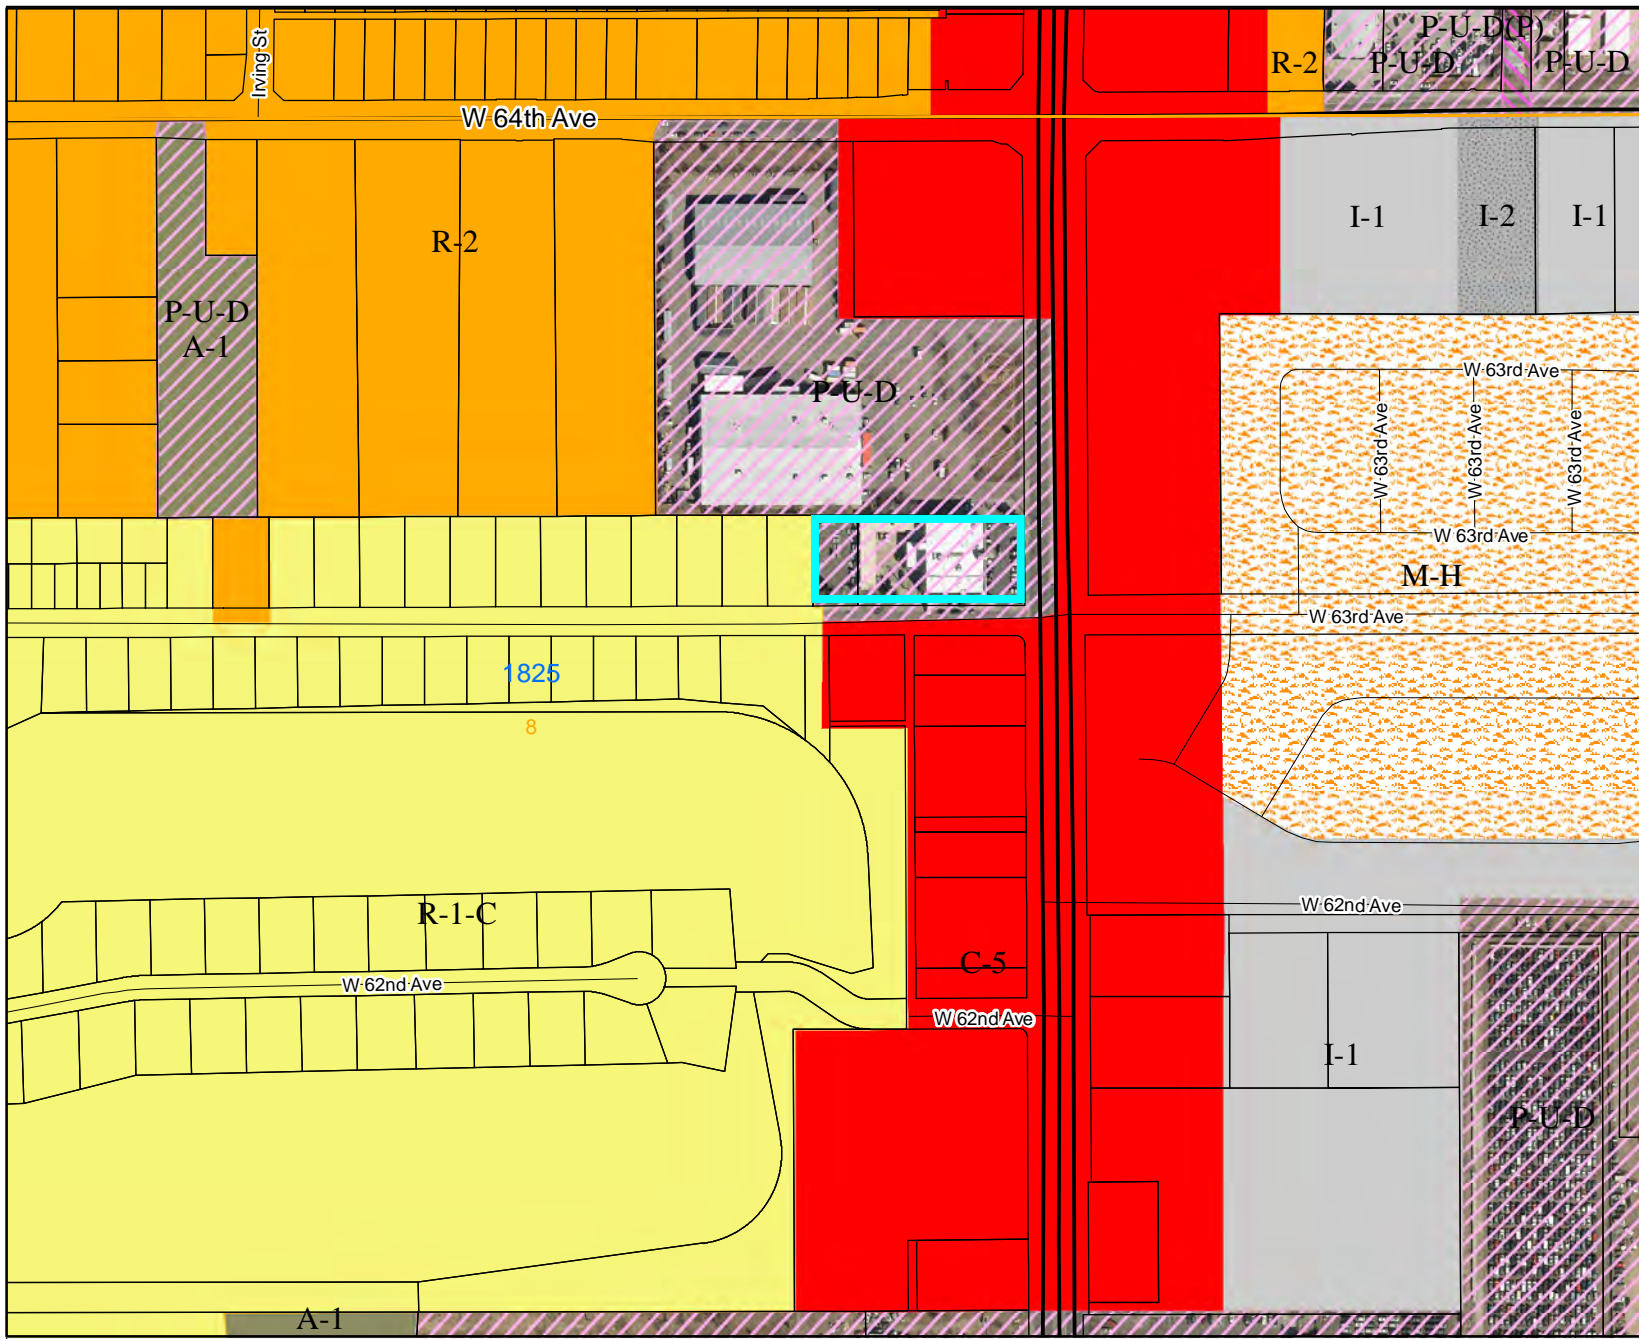 Irving St
P-U-D(P)
R-2
P-U-D
P-U-D
W 64th Ave
I-1
I-2
I-1
R-2
P-U-D
A-1
P-U-D
W 63rd Ave
W 63rd Ave
W 63rd Ave
W 63rd Ave
W 63rd Ave
M-H
W 63rd Ave
1825
8
R-1-C
W 62nd Ave
C-5
W 62nd Ave
W 62nd Ave
I-1
P-U-D
A-1